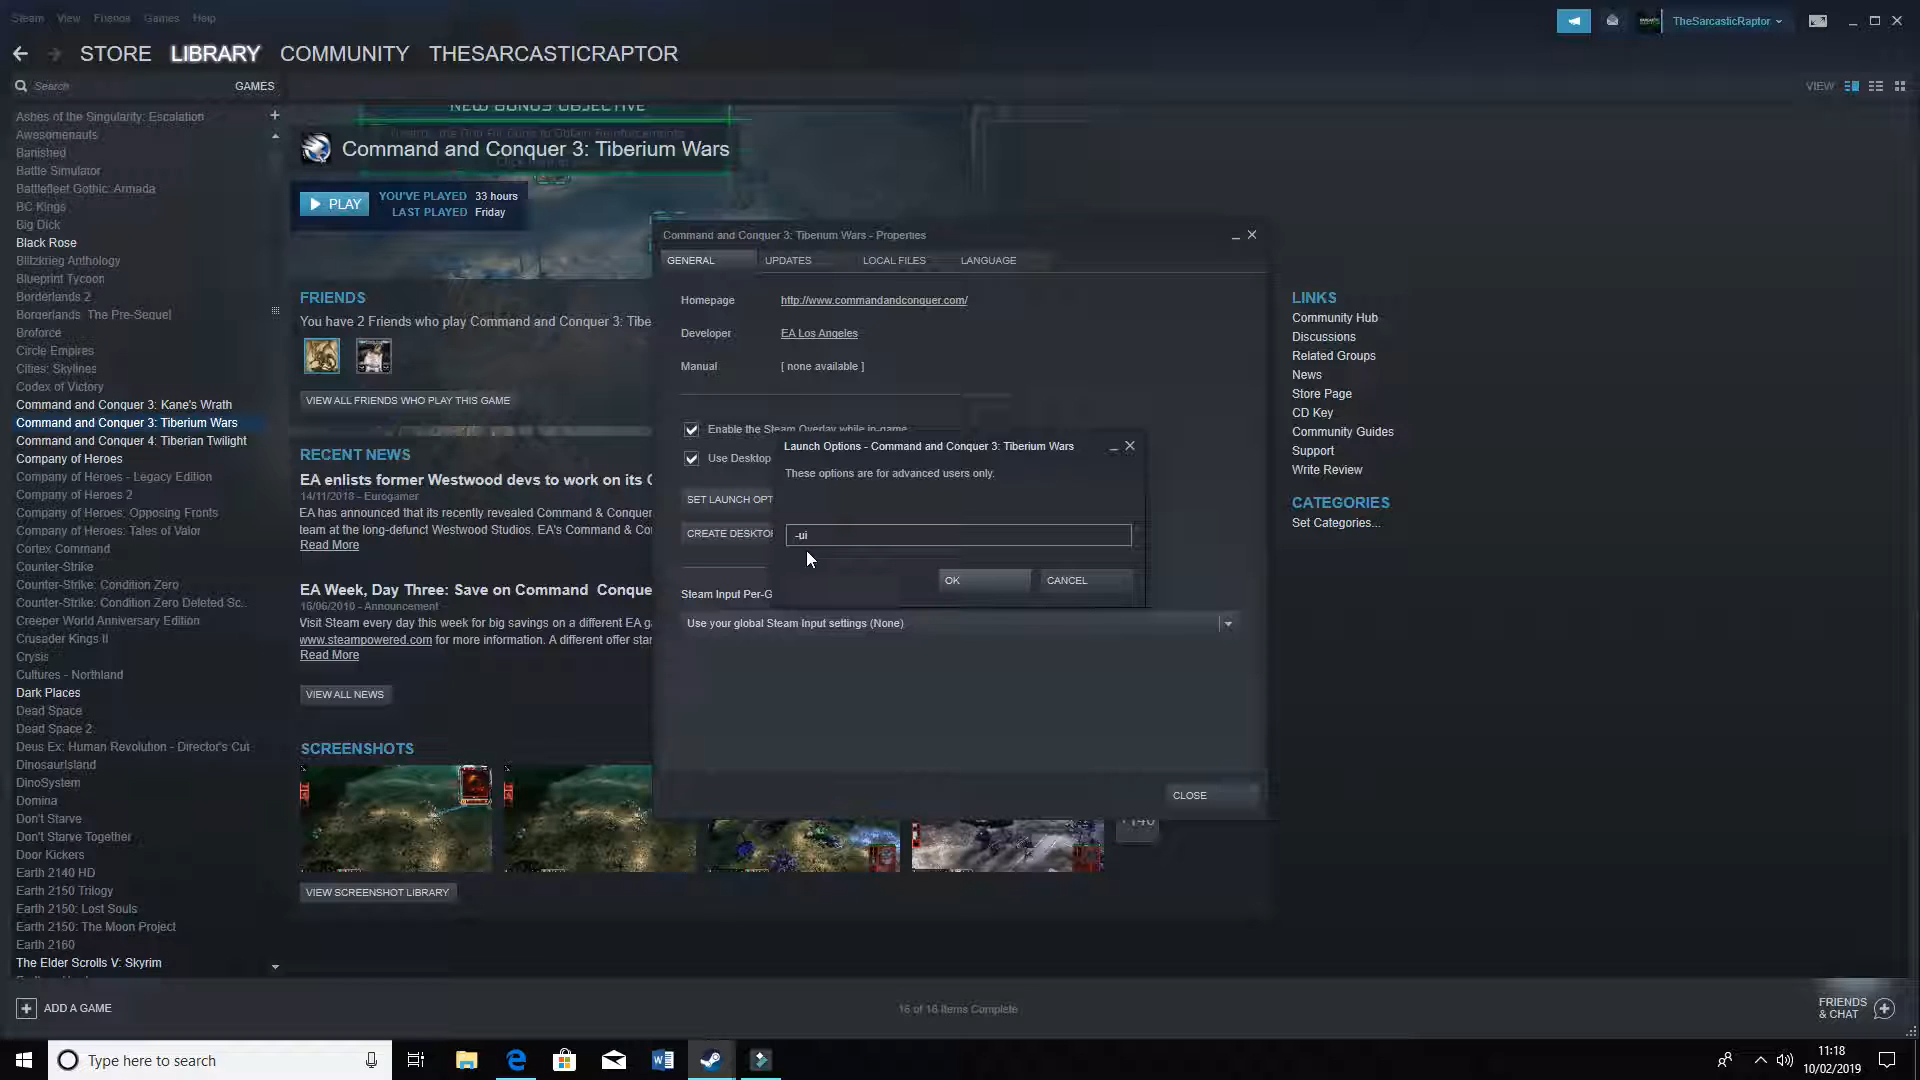 Steam View Friends Games Help
TheSarcasticRaptor
STORE LIBRARY COMMUNITY THESARCASTICRAPTOR
Search GAMES
VIEW
Ashes of the Singularity: Escalation
Awesomenauts
Banished
Battle Simulator
Battlefleet Gothic: Armada
BC Kings
Big Dick
Black Rose
Blitzkrieg Anthology
Blueprint Tycoon
Borderlands 2
Borderlands: The Pre-Sequel
Broforce
Circle Empires
Cities: Skylines
Codex of Victory
Command and Conquer 3: Kane's Wrath
Command and Conquer 3: Tiberium Wars
Command and Conquer 4: Tiberian Twilight
Company of Heroes
Company of Heroes - Legacy Edition
Company of Heroes 2
Company of Heroes: Opposing Fronts
Company of Heroes: Tales of Valor
Cortex Command
Counter-Strike
Counter-Strike: Condition Zero
Counter-Strike: Condition Zero Deleted Sc..
Creeper World Anniversary Edition
Crusader Kings II
Crysis
Cultures - Northland
Dark Places
Dead Space
Dead Space 2
Deus Ex: Human Revolution - Director's Cut
DinosaurIsland
DinoSystem
Domina
Don't Starve
Don't Starve Together
Door Kickers
Earth 2140 HD
Earth 2150 Trilogy
Earth 2150: Lost Souls
Earth 2150: The Moon Project
Earth 2160
The Elder Scrolls V: Skyrim
NEW BONUS OBJECTIVE
Command and Conquer 3: Tiberium Wars
PLAY
YOU'VE PLAYED 33 hours
LAST PLAYED Friday
FRIENDS
You have 2 Friends who play Command and Conquer 3: Tibe
VIEW ALL FRIENDS WHO PLAY THIS GAME
RECENT NEWS
EA enlists former Westwood devs to work on its C
14/11/2018 - Eurogamer
EA has announced that its recently revealed Command & Conquer
team at the long-defunct Westwood Studios. EA's Command & Co
Read More
EA Week, Day Three: Save on Command Conque
16/06/2010 - Announcement
Visit Steam every day this week for big savings on a different EA ga
www.steampowered.com for more information. A different offer star
Read More
VIEW ALL NEWS
SCREENSHOTS
VIEW SCREENSHOT LIBRARY
Command and Conquer 3: Tiberium Wars - Properties
GENERAL UPDATES LOCAL FILES LANGUAGE
Homepage http://www.commandandconquer.com/
Developer EA Los Angeles
Manual [ none available ]
Enable the Steam Overlay while in-game
Use Desktop
SET LAUNCH OPT
CREATE DESKTOP
Steam Input Per-G
Use your global Steam Input settings (None)
CLOSE
Launch Options - Command and Conquer 3: Tiberium Wars
These options are for advanced users only.
-ui
OK CANCEL
LINKS
Community Hub
Discussions
Related Groups
News
Store Page
CD Key
Community Guides
Support
Write Review
CATEGORIES
Set Categories...
ADD A GAME
16 of 16 Items Complete
FRIENDS
& CHAT
Type here to search
11:18
10/02/2019